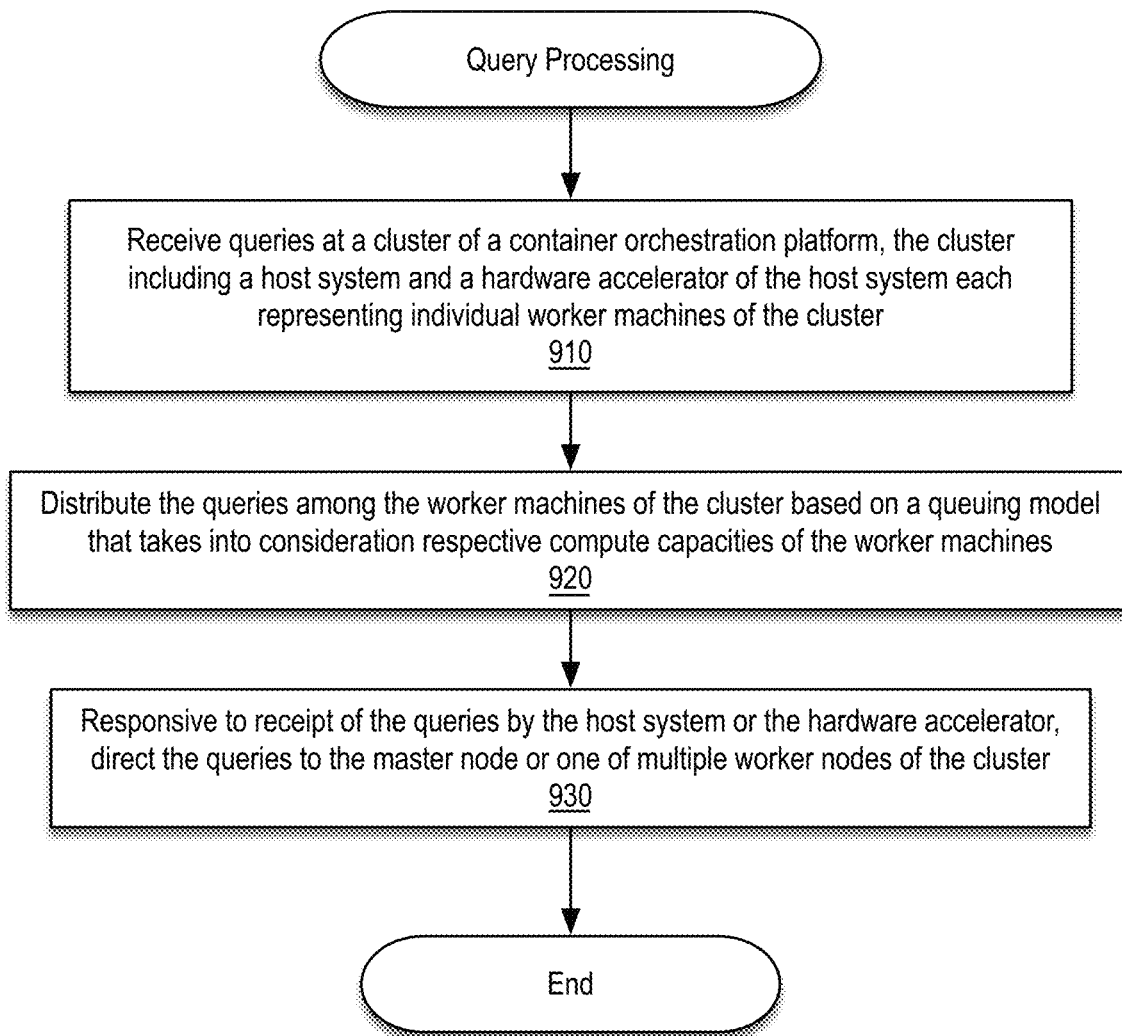 Query Processing
Receive queries at a cluster of a container orchestration platform, the cluster
including a host system and a hardware accelerator of the host system each
representing individual worker machines of the cluster
910
Distribute the queries among the worker machines of the cluster based on a queuing model
that takes into consideration respective compute capacities of the worker machines
920
Responsive to receipt of the queries by the host system or the hardware accelerator,
direct the queries to the master node or one of multiple worker nodes of the cluster
930
End